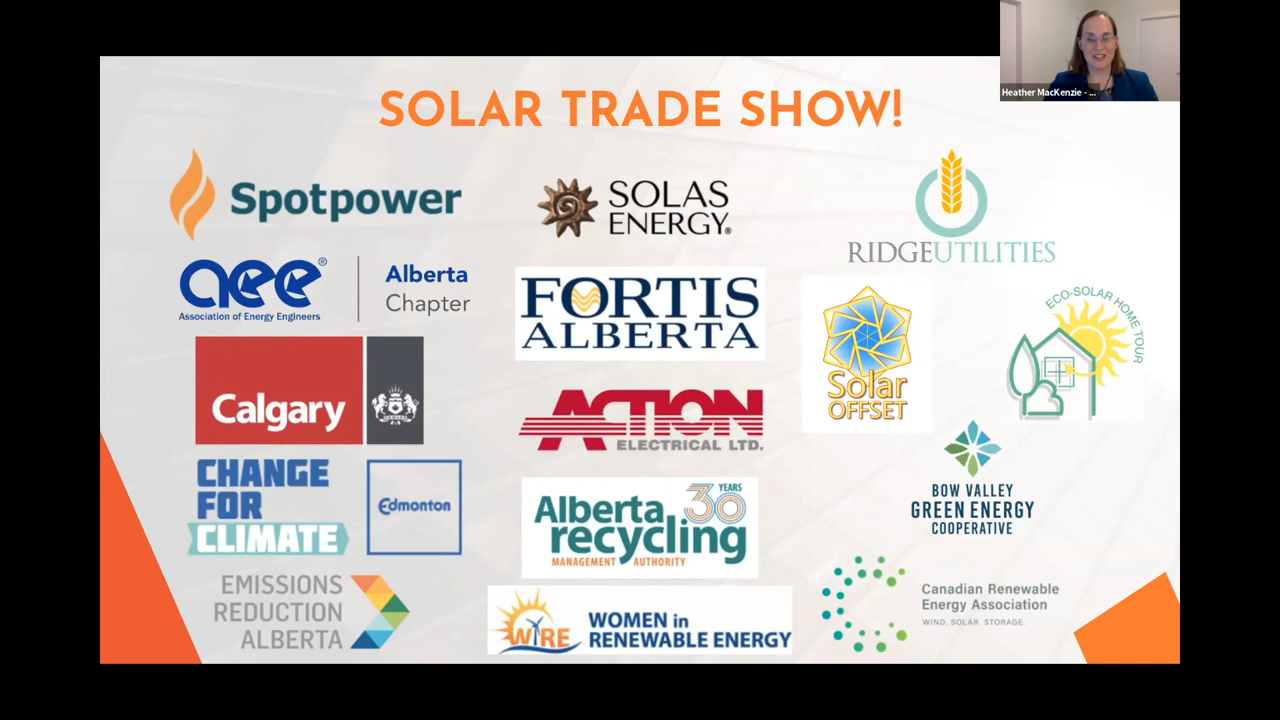 Heather MacKenzie - ...
SOLAR TRADE SHOW!
Spotpower
SOLAS
ENERGY®
RIDGEUTILITIES
aee®
Association of Energy Engineers
Alberta
Chapter
FORTIS
ALBERTA
Solar
OFFSET
ECO-SOLAR HOME TOUR
Calgary
ACTION
ELECTRICAL LTD.
CHANGE
FOR
CLIMATE
Edmonton
Alberta
recycling
30 YEARS
MANAGEMENT AUTHORITY
BOW VALLEY
GREEN ENERGY
COOPERATIVE
EMISSIONS
REDUCTION
ALBERTA
WiRE
WOMEN in
RENEWABLE ENERGY
Canadian Renewable
Energy Association
WIND. SOLAR. STORAGE.